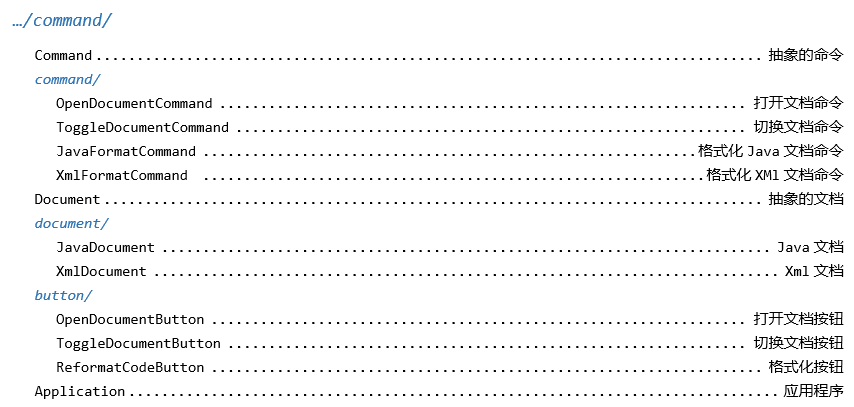 …/command/
Command.................................................................................抽象的命令
command/
OpenDocumentCommand ................................................................打开文档命令
ToggleDocumentCommand ..............................................................切换文档命令
JavaFormatCommand ............................................................格式化 Java 文档命令
XmlFormatCommand .............................................................格式化 XMl 文档命令
Document................................................................................抽象的文档
document/
JavaDocument ..........................................................................Java 文档
XmlDocument ............................................................................Xml 文档
button/
OpenDocumentButton .................................................................打开文档按钮
ToggleDocumentButton ...............................................................切换文档按钮
ReformatCodeButton ....................................................................格式化按钮
Application...............................................................................应用程序